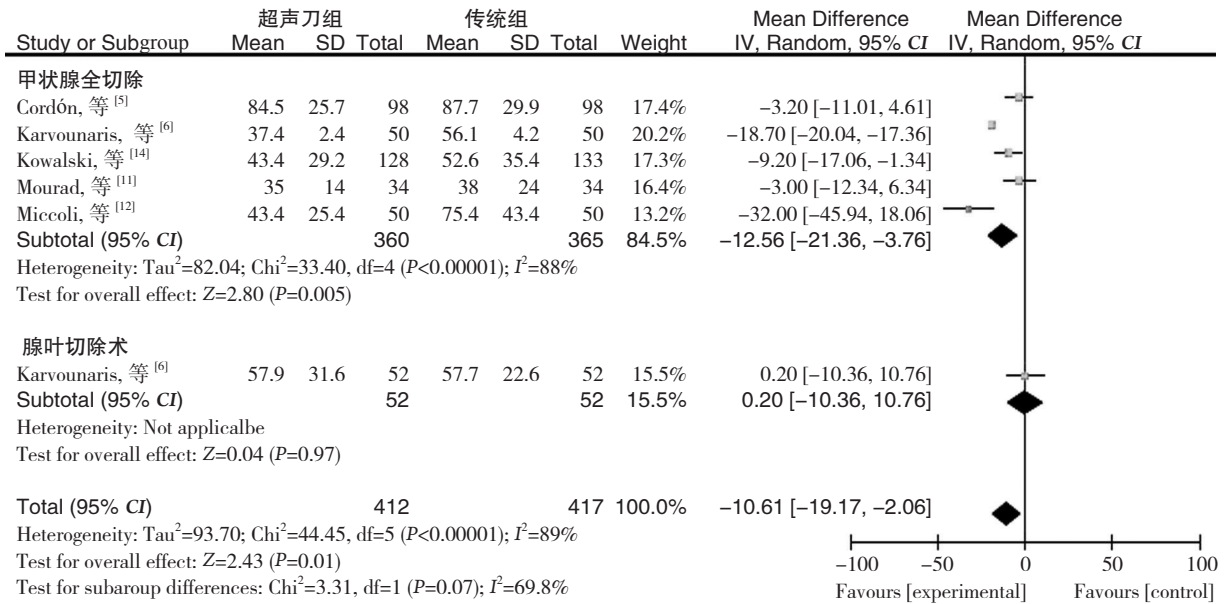 超声刀组 传统组 Mean Difference Mean Difference
Study or Subgroup Mean SD Total Mean SD Total Weight IV, Random, 95% CI IV, Random, 95% CI
甲状腺全切除
Cordón, 等 [5] 84.5 25.7 98 87.7 29.9 98 17.4% −3.20 [−11.01, 4.61]
Karvounaris, 等 [6] 37.4 2.4 50 56.1 4.2 50 20.2% −18.70 [−20.04, −17.36]
Kowalski, 等 [14] 43.4 29.2 128 52.6 35.4 133 17.3% −9.20 [−17.06, −1.34]
Mourad, 等 [11] 35 14 34 38 24 34 16.4% −3.00 [−12.34, 6.34]
Miccoli, 等 [12] 43.4 25.4 50 75.4 43.4 50 13.2% −32.00 [−45.94, 18.06]
Subtotal (95% CI) 360 365 84.5% −12.56 [−21.36, −3.76]
Heterogeneity: Tau²=82.04; Chi²=33.40, df=4 (P<0.00001); I²=88%
Test for overall effect: Z=2.80 (P=0.005)
腺叶切除术
Karvounaris, 等 [6] 57.9 31.6 52 57.7 22.6 52 15.5% 0.20 [−10.36, 10.76]
Subtotal (95% CI) 52 52 15.5% 0.20 [−10.36, 10.76]
Heterogeneity: Not applicalbe
Test for overall effect: Z=0.04 (P=0.97)
Total (95% CI) 412 417 100.0% −10.61 [−19.17, −2.06]
Heterogeneity: Tau²=93.70; Chi²=44.45, df=5 (P<0.00001); I²=89%
Test for overall effect: Z=2.43 (P=0.01)
Test for subaroup differences: Chi²=3.31, df=1 (P=0.07); I²=69.8%
−100 −50 0 50 100
Favours [experimental] Favours [control]